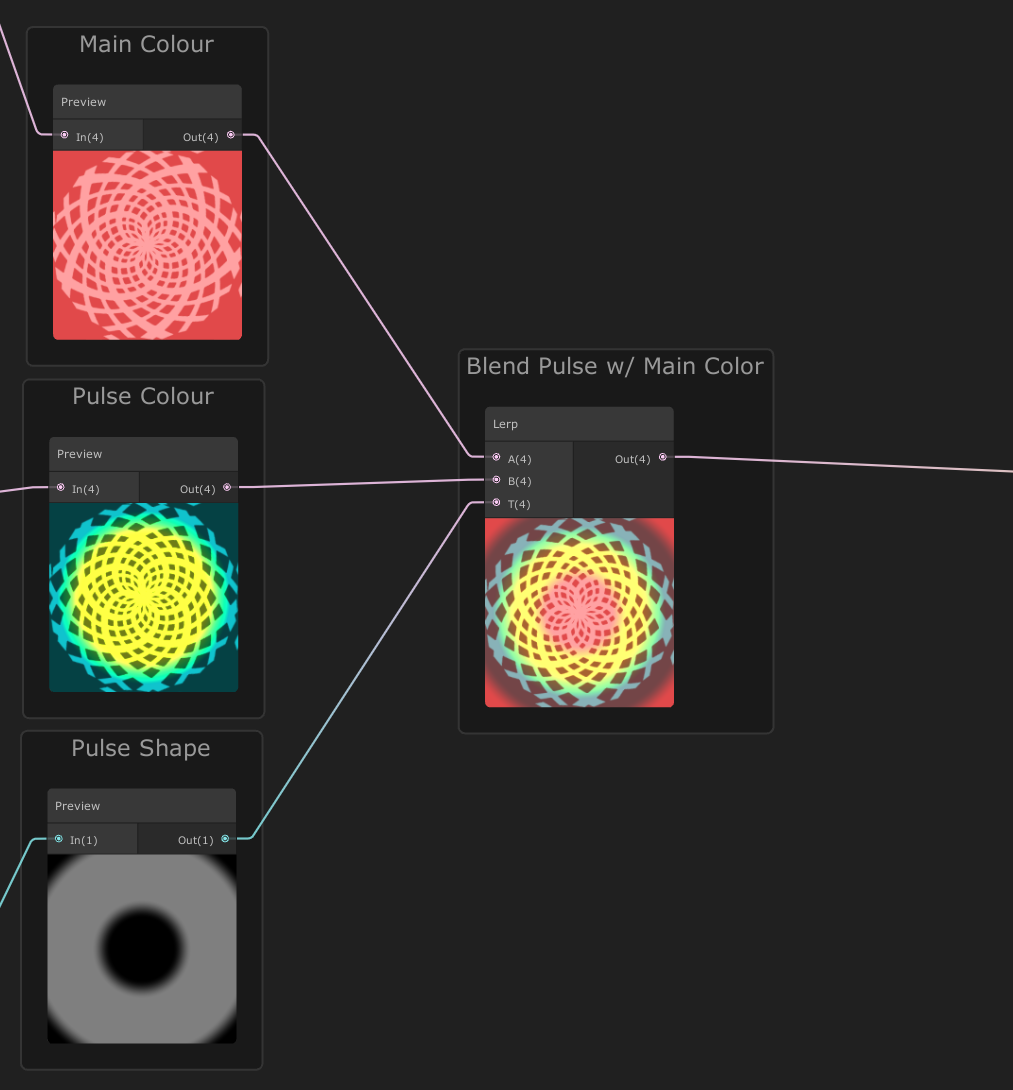 Main Colour
Preview
In(4)
Out(4)
Pulse Colour
Preview
In(4)
Out(4)
Blend Pulse w/ Main Color
Lerp
A(4)
Out(4)
B(4)
T(4)
Pulse Shape
Preview
In(1)
Out(1)